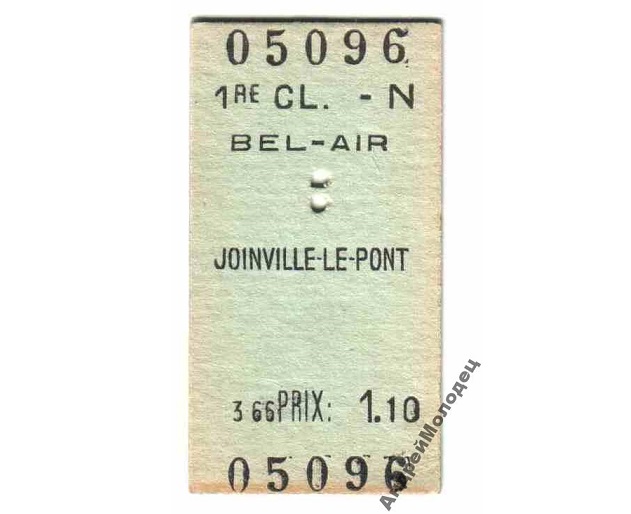 05096
1RE CL. - N
BEL-AIR
JOINVILLE-LE-PONT
3 66 PRIX: 1.10
05096
АндрейМолодец